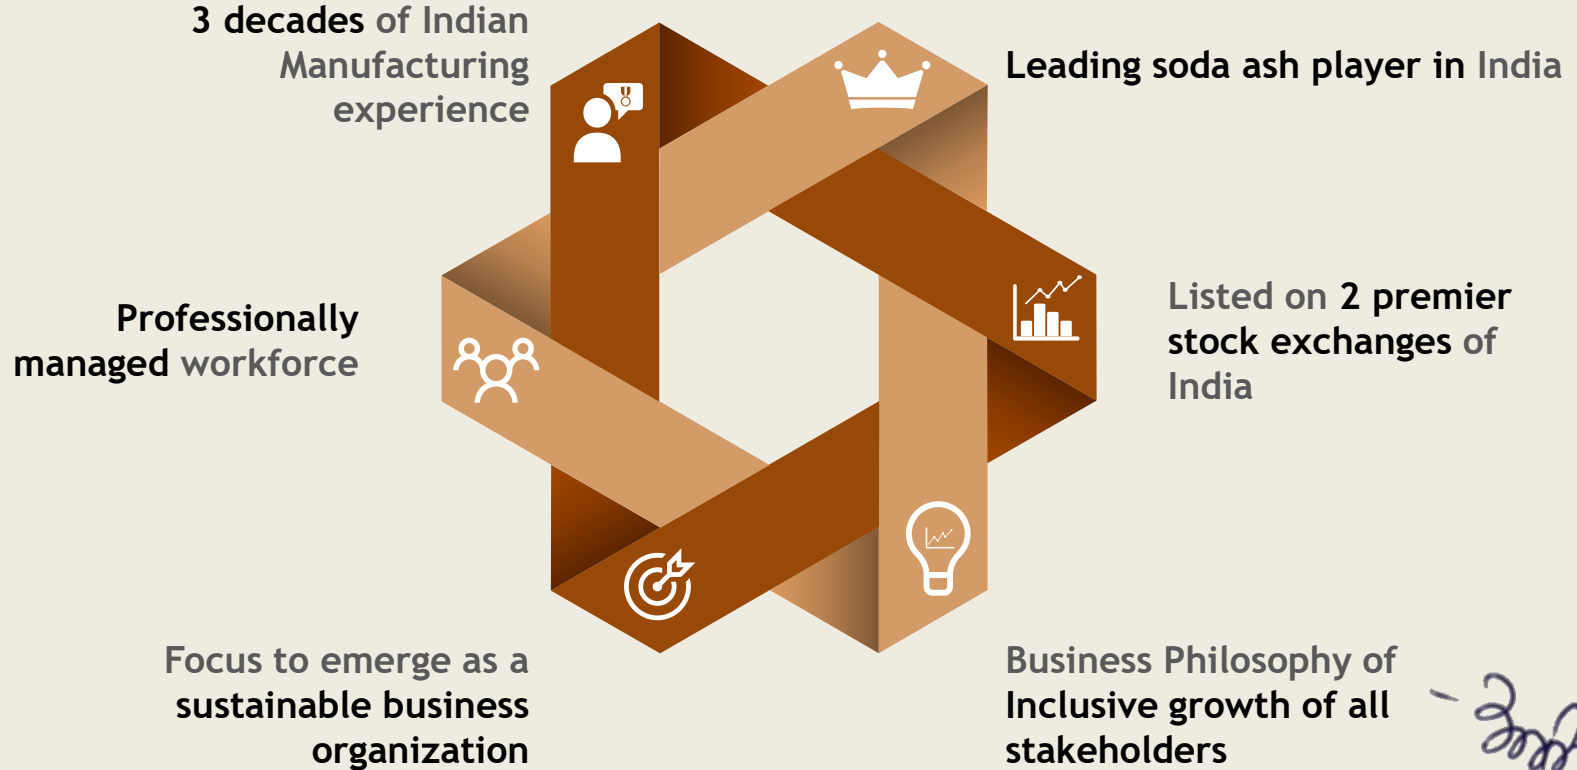 3 decades of Indian
Manufacturing
experience
Leading soda ash player in India
Professionally
managed workforce
Listed on 2 premier
stock exchanges of
India
Focus to emerge as a
sustainable business
organization
Business Philosophy of
Inclusive growth of all
stakeholders